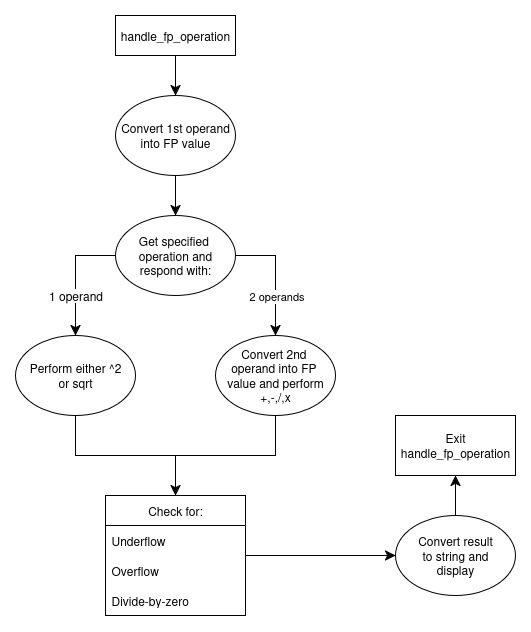 handle_fp_operation
Convert 1st operand
into FP value
Get specified
operation and
respond with:
1 operand
2 operands
Perform either ^2
or sqrt
Convert 2nd
operand into FP
value and perform
+,-,/,x
Check for:
Underflow
Overflow
Divide-by-zero
Convert result
to string and
display
Exit
handle_fp_operation